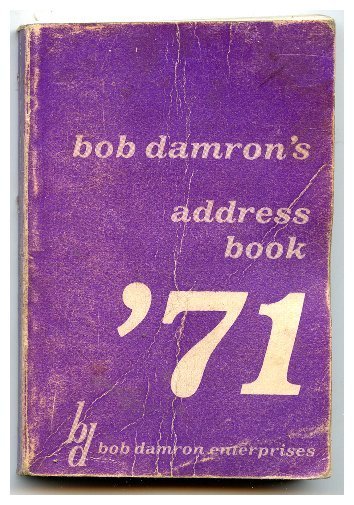 bob damron's
address
book
'71
bd
bob damron enterprises